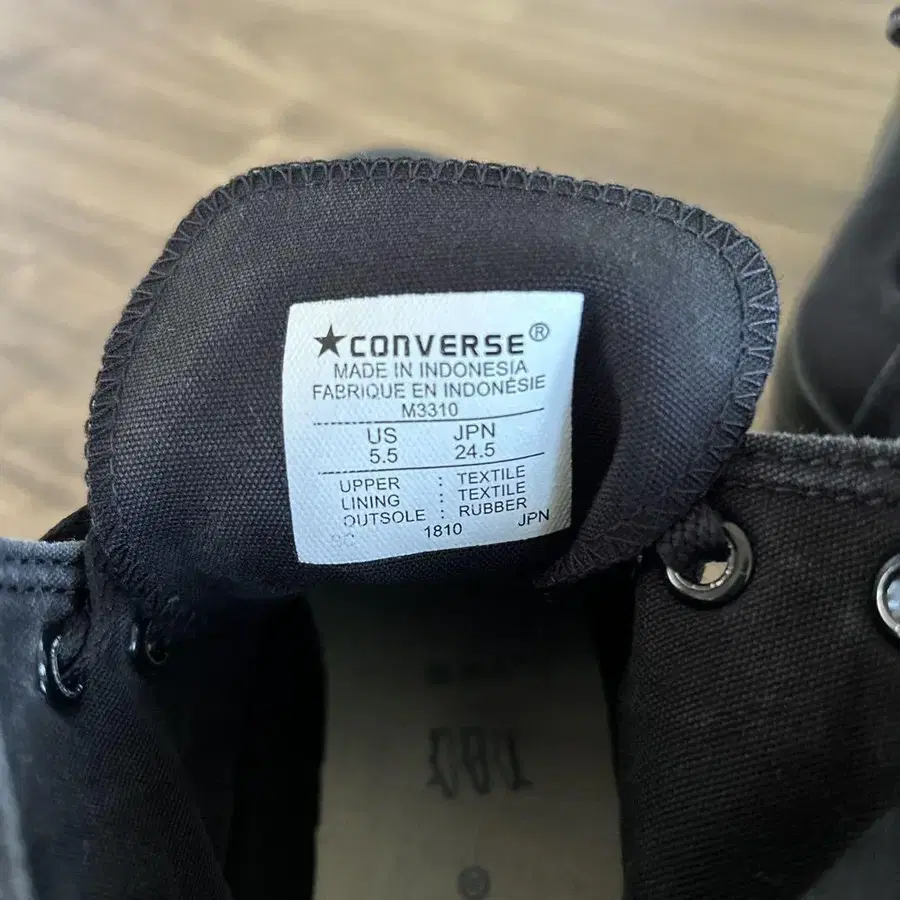 ★CONVERSE®
MADE IN INDONESIA
FABRIQUE EN INDONÉSIE
M3310
US JPN
5.5 24.5
UPPER : TEXTILE
LINING : TEXTILE
OUTSOLE : RUBBER
1810 JPN